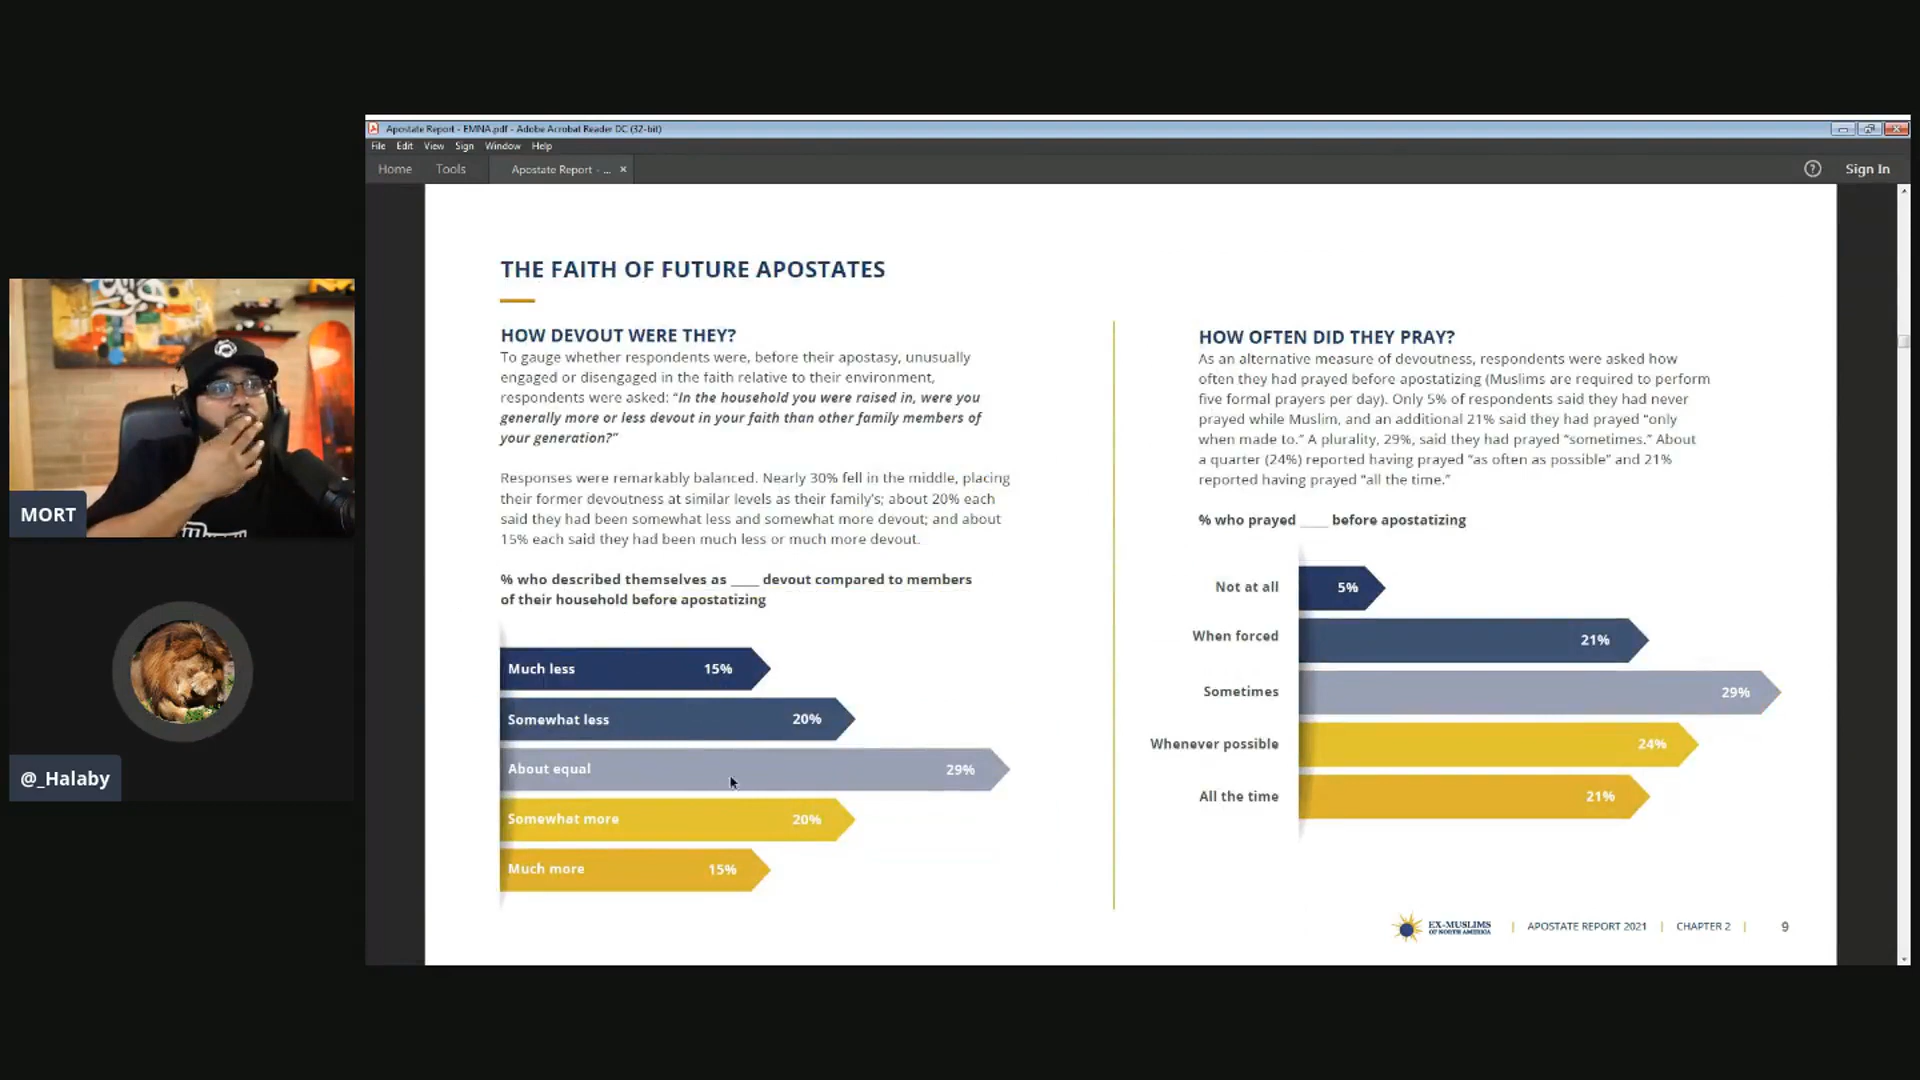 Apostate Report - EMNA.pdf - Adobe Acrobat Reader DC (32-bit)
File Edit View Sign Window Help
Home Tools Apostate Report - ... × ? Sign In
THE FAITH OF FUTURE APOSTATES
HOW DEVOUT WERE THEY?
To gauge whether respondents were, before their apostasy, unusually
engaged or disengaged in the faith relative to their environment,
respondents were asked: “In the household you were raised in, were you
generally more or less devout in your faith than other family members of
your generation?”
Responses were remarkably balanced. Nearly 30% fell in the middle, placing
their former devoutness at similar levels as their family’s; about 20% each
said they had been somewhat less and somewhat more devout; and about
15% each said they had been much less or much more devout.
% who described themselves as ____ devout compared to members
of their household before apostatizing
Much less 15%
Somewhat less 20%
About equal 29%
Somewhat more 20%
Much more 15%
HOW OFTEN DID THEY PRAY?
As an alternative measure of devoutness, respondents were asked how
often they had prayed before apostatizing (Muslims are required to perform
five formal prayers per day). Only 5% of respondents said they had never
prayed while Muslim, and an additional 21% said they had prayed “only
when made to.” A plurality, 29%, said they had prayed “sometimes.” About
a quarter (24%) reported having prayed “as often as possible” and 21%
reported having prayed “all the time.”
% who prayed ____ before apostatizing
Not at all 5%
When forced 21%
Sometimes 29%
Whenever possible 24%
All the time 21%
EX-MUSLIMS
OF NORTH AMERICA
| APOSTATE REPORT 2021 | CHAPTER 2 | 9
MORT
@_Halaby